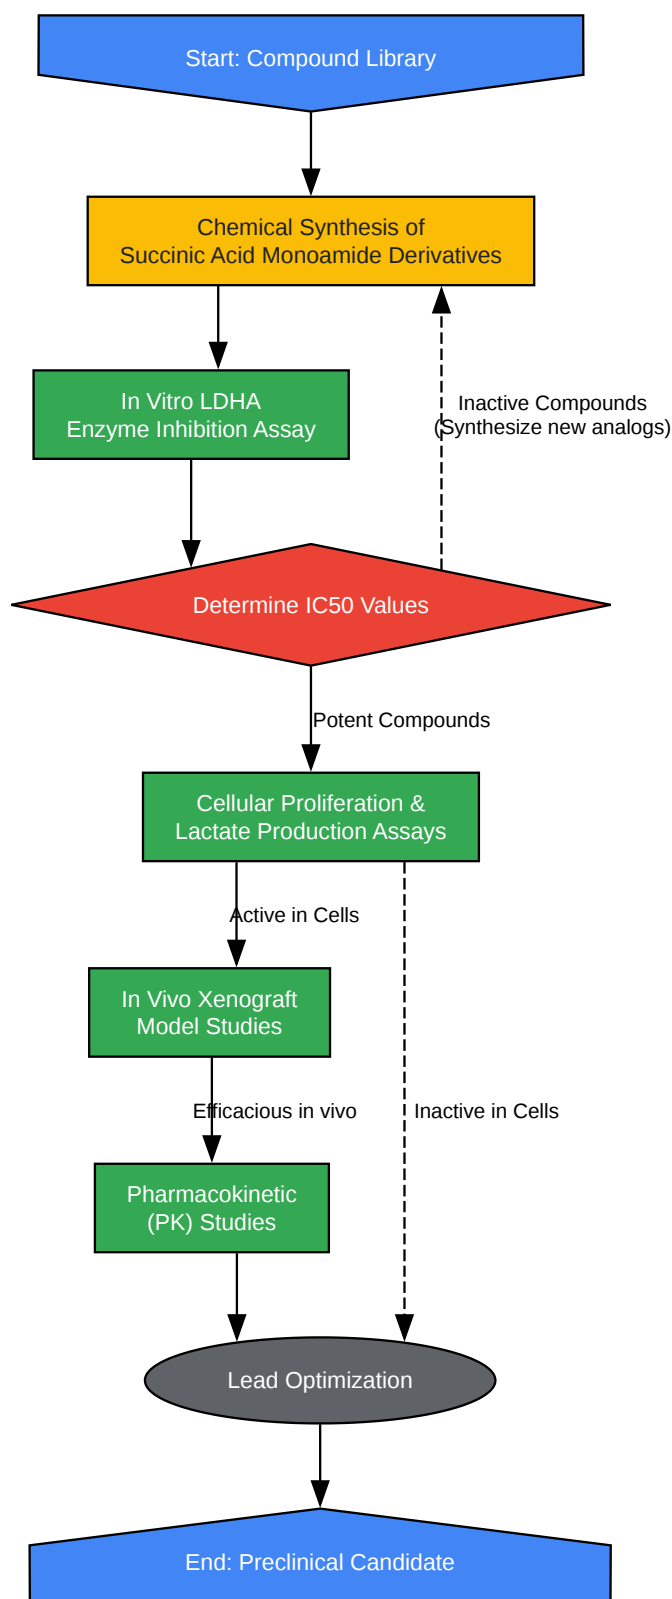 Start: Compound Library
Chemical Synthesis of
Succinic Acid Monoamide Derivatives
In Vitro LDHA
Enzyme Inhibition Assay
Inactive Compounds
(Synthesize new analogs)
Determine IC50 Values
Potent Compounds
Cellular Proliferation &
Lactate Production Assays
Active in Cells
In Vivo Xenograft
Model Studies
Efficacious in vivo
Inactive in Cells
Pharmacokinetic
(PK) Studies
Lead Optimization
End: Preclinical Candidate